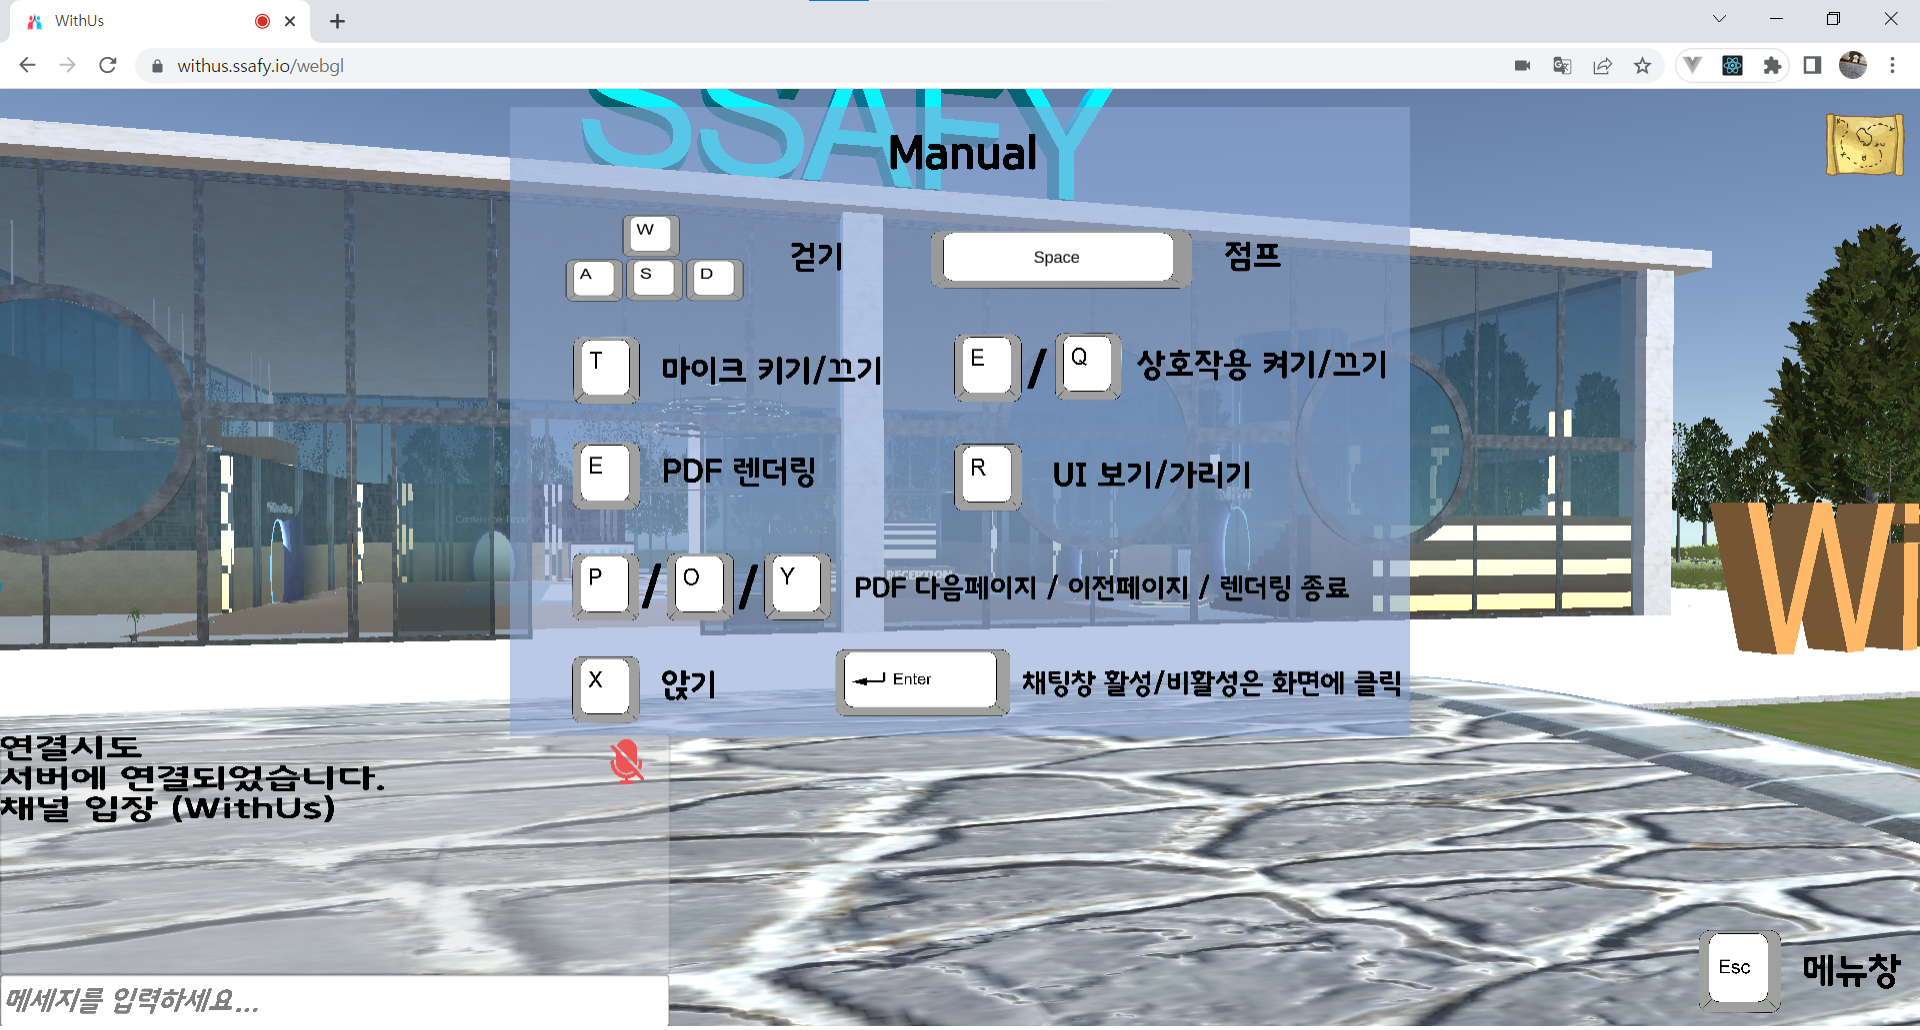 WithUs
withus.ssafy.io/webgl
SSAFY
Manual
W
A S D 걷기
Space 점프
T 마이크 키기/끄기
E / Q 상호작용 켜기/끄기
E PDF 렌더링
R UI 보기/가리기
P / O / Y PDF 다음페이지 / 이전페이지 / 렌더링 종료
X 앉기
Enter 채팅창 활성/비활성은 화면에 클릭
RECEPTION
Wi
연결시도
서버에 연결되었습니다.
채널 입장 (WithUs)
메세지를 입력하세요...
Esc 메뉴창